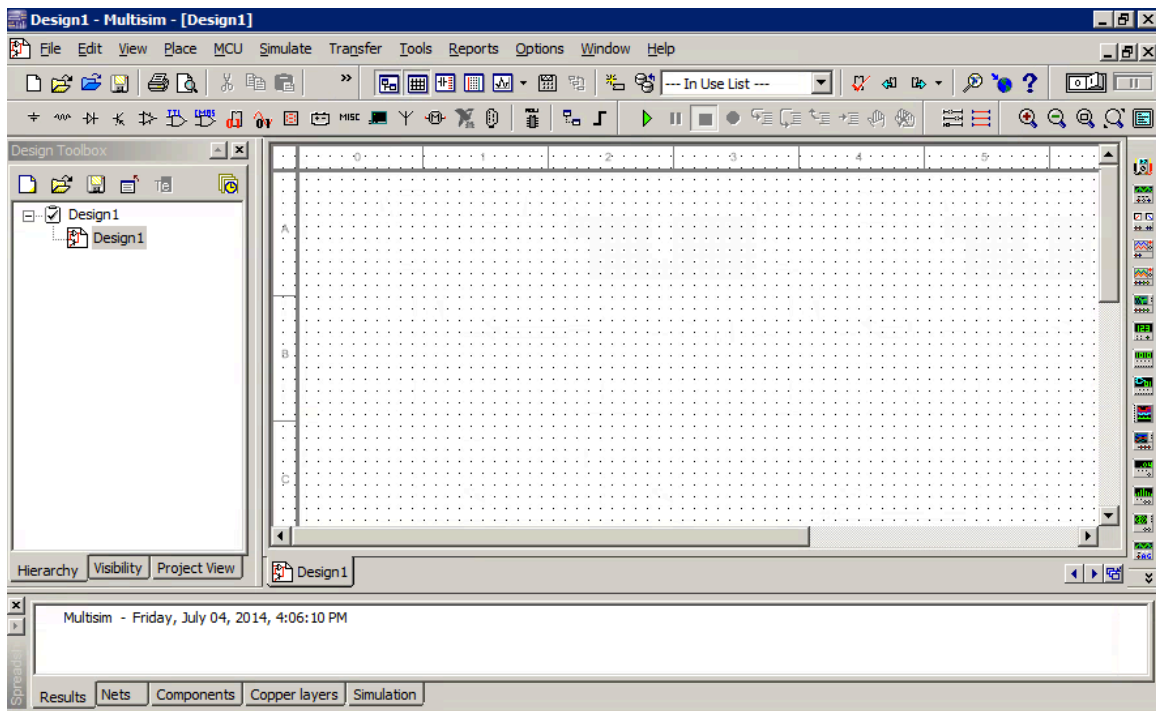 Design1 - Multisim - [Design1]
File Edit View Place MCU Simulate Transfer Tools Reports Options Window Help
--- In Use List ---
TTL CMOS MISC
Design Toolbox
0 1 2 3 4 5
Design1
Design1
A
B
C
Hierarchy Visibility Project View
Design1
Multisim - Friday, July 04, 2014, 4:06:10 PM
Results Nets Components Copper layers Simulation